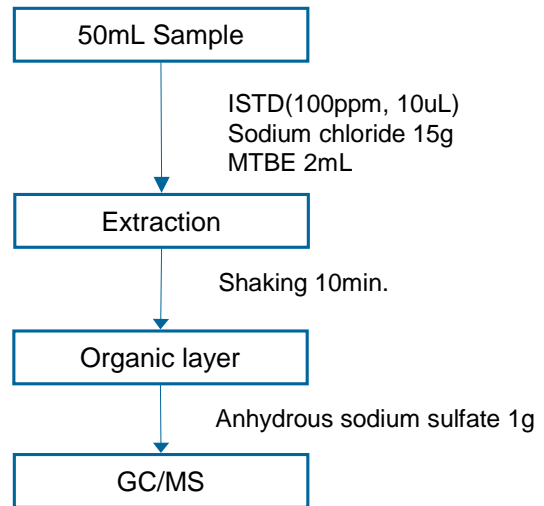 50mL Sample
ISTD(100ppm, 10uL)
Sodium chloride 15g
MTBE 2mL
Extraction
Shaking 10min.
Organic layer
Anhydrous sodium sulfate 1g
GC/MS